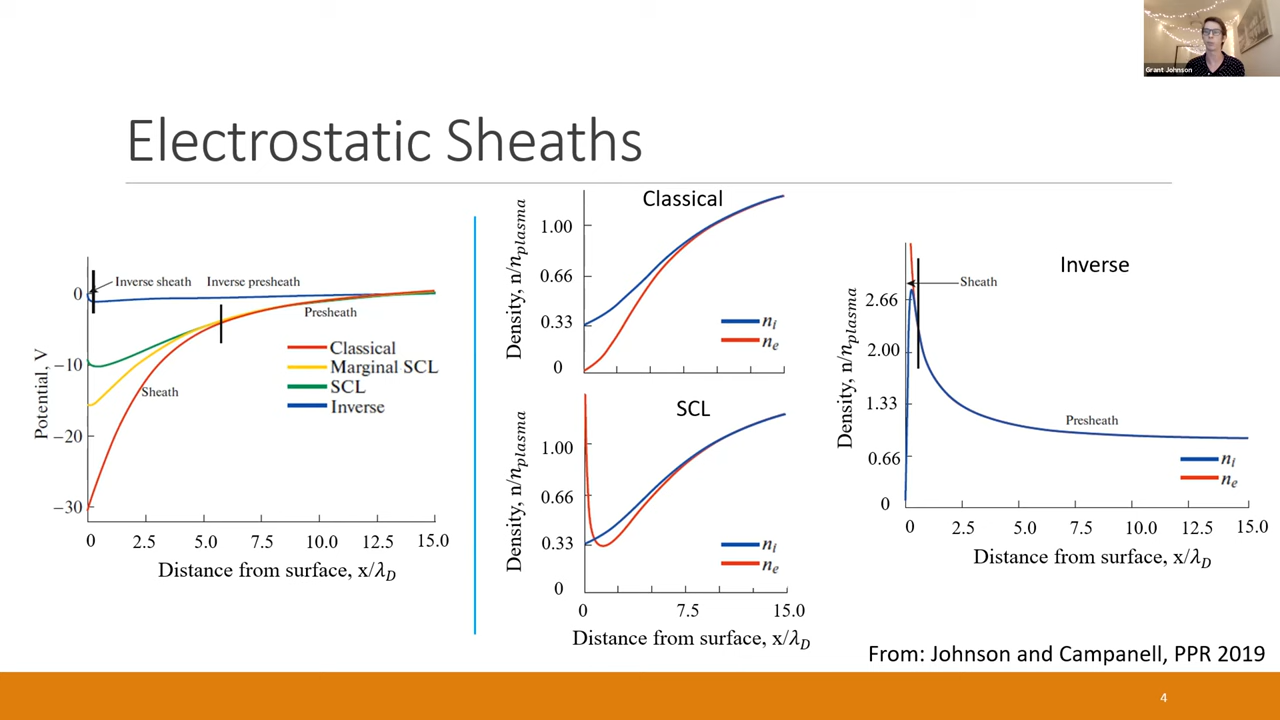 Grant Johnson
Electrostatic Sheaths
0
−10
−20
−30
Potential, V
Inverse sheath
Inverse presheath
Presheath
Sheath
Classical
Marginal SCL
SCL
Inverse
0 2.5 5.0 7.5 10.0 12.5 15.0
Distance from surface, x/λ_D
Classical
Density, n/n_plasma
1.00
0.66
0.33
0
n_i
n_e
SCL
Density, n/n_plasma
1.00
0.66
0.33
0
n_i
n_e
0 7.5 15.0
Distance from surface, x/λ_D
Inverse
Density, n/n_plasma
2.66
2.00
1.33
0.66
0
Sheath
Presheath
n_i
n_e
0 2.5 5.0 7.5 10.0 12.5 15.0
Distance from surface, x/λ_D
From: Johnson and Campanell, PPR 2019
4